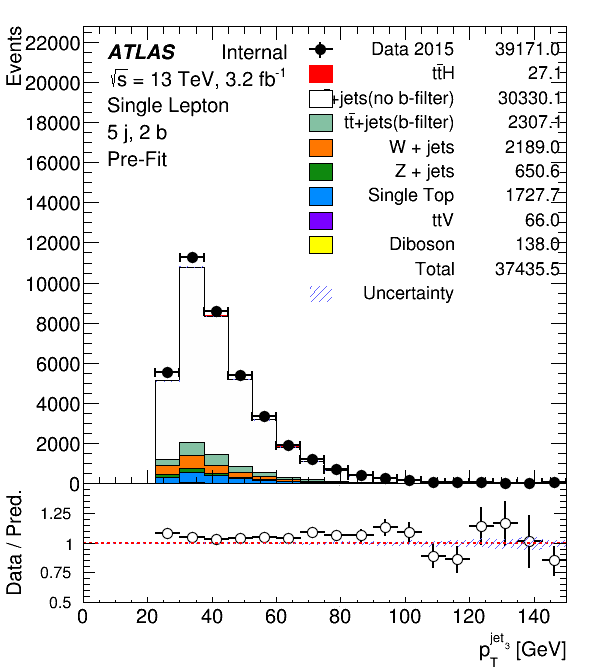 Events
22000
20000
18000
16000
14000
12000
10000
8000
6000
4000
2000
0
ATLAS Internal
√s = 13 TeV, 3.2 fb⁻¹
Single Lepton
5 j, 2 b
Pre-Fit
Data 2015 39171.0
tt̄H 27.1
+jets(no b-filter) 30330.1
tt̄+jets(b-filter) 2307.1
W + jets 2189.0
Z + jets 650.6
Single Top 1727.7
ttV 66.0
Diboson 138.0
Total 37435.5
Uncertainty
Data / Pred.
1.25
1
0.75
0.5
0 20 40 60 80 100 120 140
p_T^{jet_3} [GeV]